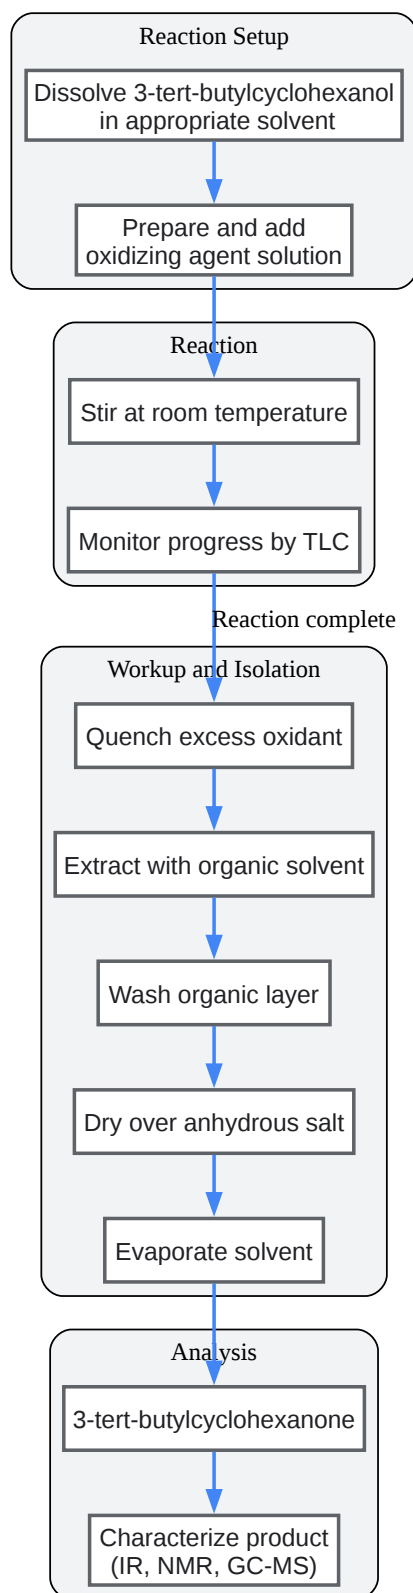 Reaction Setup
Dissolve 3-tert-butylcyclohexanol
in appropriate solvent
Prepare and add
oxidizing agent solution
Reaction
Stir at room temperature
Monitor progress by TLC
Reaction complete
Workup and Isolation
Quench excess oxidant
Extract with organic solvent
Wash organic layer
Dry over anhydrous salt
Evaporate solvent
Analysis
3-tert-butylcyclohexanone
Characterize product
(IR, NMR, GC-MS)